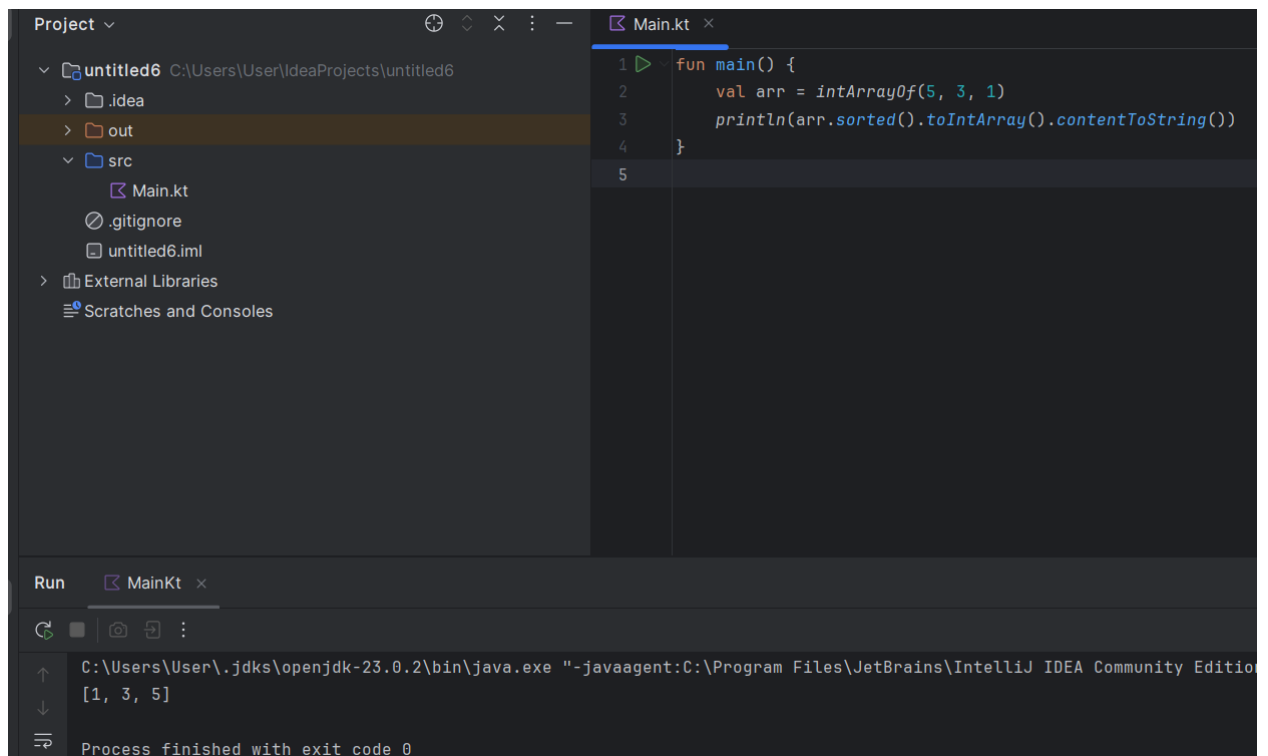 Project
Main.kt
untitled6 C:\Users\User\IdeaProjects\untitled6
.idea
out
src
Main.kt
.gitignore
untitled6.iml
External Libraries
Scratches and Consoles
1 fun main() {
2 val arr = intArrayOf(5, 3, 1)
3 println(arr.sorted().toIntArray().contentToString())
4 }
5
Run MainKt
C:\Users\User\.jdks\openjdk-23.0.2\bin\java.exe "-javaagent:C:\Program Files\JetBrains\IntelliJ IDEA Community Edition
[1, 3, 5]
Process finished with exit code 0